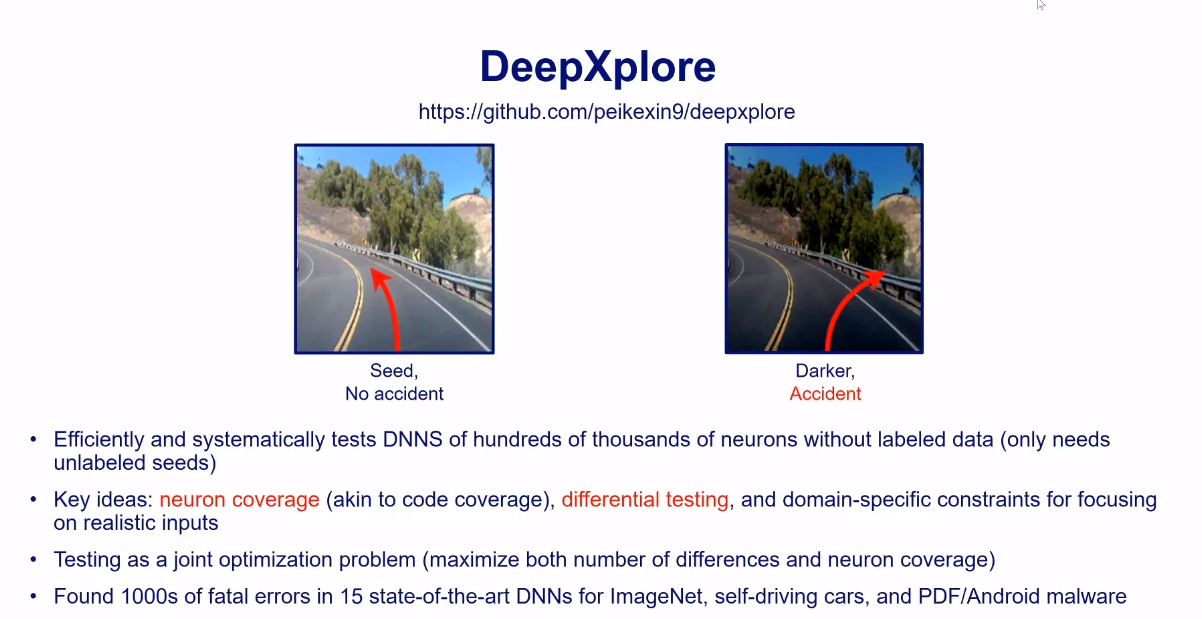 DeepXplore
https://github.com/peikexin9/deepxplore
Seed,
No accident
Darker,
Accident
• Efficiently and systematically tests DNNS of hundreds of thousands of neurons without labeled data (only needs
unlabeled seeds)
• Key ideas: neuron coverage (akin to code coverage), differential testing, and domain-specific constraints for focusing
on realistic inputs
• Testing as a joint optimization problem (maximize both number of differences and neuron coverage)
• Found 1000s of fatal errors in 15 state-of-the-art DNNs for ImageNet, self-driving cars, and PDF/Android malware